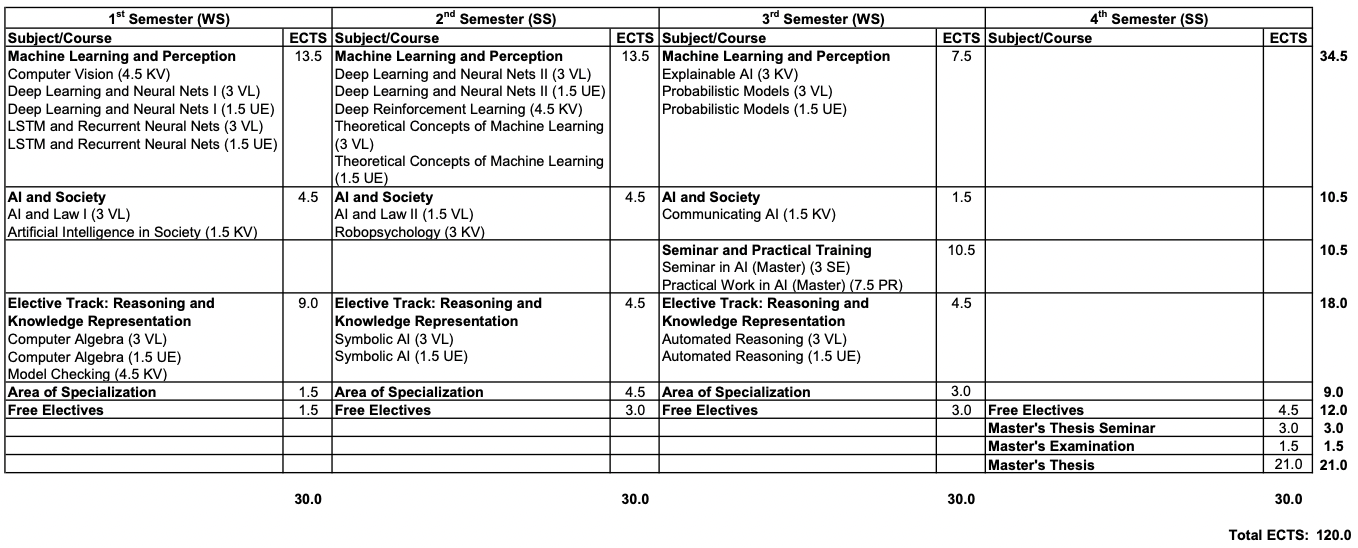 1st Semester (WS) 2nd Semester (SS) 3rd Semester (WS) 4th Semester (SS)
Subject/Course ECTS Subject/Course ECTS Subject/Course ECTS Subject/Course ECTS
Machine Learning and Perception 13.5 Machine Learning and Perception 13.5 Machine Learning and Perception 7.5 34.5
Computer Vision (4.5 KV) Deep Learning and Neural Nets II (3 VL) Explainable AI (3 KV)
Deep Learning and Neural Nets I (3 VL) Deep Learning and Neural Nets II (1.5 UE) Probabilistic Models (3 VL)
Deep Learning and Neural Nets I (1.5 UE) Deep Reinforcement Learning (4.5 KV) Probabilistic Models (1.5 UE)
LSTM and Recurrent Neural Nets (3 VL) Theoretical Concepts of Machine Learning
LSTM and Recurrent Neural Nets (1.5 UE) (3 VL)
Theoretical Concepts of Machine Learning
(1.5 UE)
AI and Society 4.5 AI and Society 4.5 AI and Society 1.5 10.5
AI and Law I (3 VL) AI and Law II (1.5 VL) Communicating AI (1.5 KV)
Artificial Intelligence in Society (1.5 KV) Robopsychology (3 KV)
Seminar and Practical Training 10.5 10.5
Seminar in AI (Master) (3 SE)
Practical Work in AI (Master) (7.5 PR)
Elective Track: Reasoning and 9.0 Elective Track: Reasoning and 4.5 Elective Track: Reasoning and 4.5 18.0
Knowledge Representation Knowledge Representation Knowledge Representation
Computer Algebra (3 VL) Symbolic AI (3 VL) Automated Reasoning (3 VL)
Computer Algebra (1.5 UE) Symbolic AI (1.5 UE) Automated Reasoning (1.5 UE)
Model Checking (4.5 KV)
Area of Specialization 1.5 Area of Specialization 4.5 Area of Specialization 3.0 9.0
Free Electives 1.5 Free Electives 3.0 Free Electives 3.0 Free Electives 4.5 12.0
Master's Thesis Seminar 3.0 3.0
Master's Examination 1.5 1.5
Master's Thesis 21.0 21.0
30.0 30.0 30.0 30.0
Total ECTS: 120.0